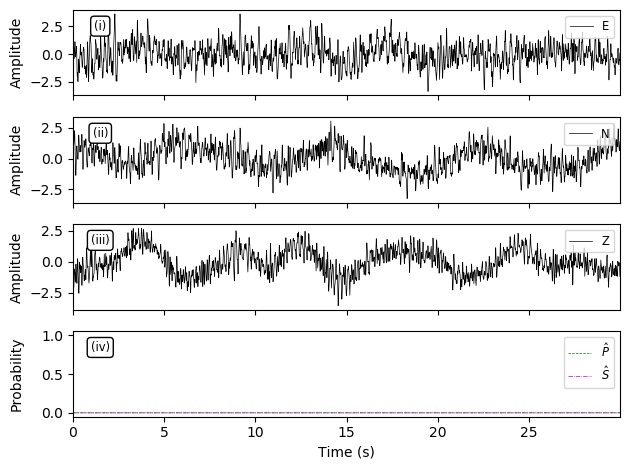 (i)
E
Amplitude
2.5
0.0
−2.5
(ii)
N
Amplitude
2.5
0.0
−2.5
(iii)
Z
Amplitude
2.5
0.0
−2.5
(iv)
P̂
Ŝ
Probability
1.0
0.5
0.0
0 5 10 15 20 25
Time (s)